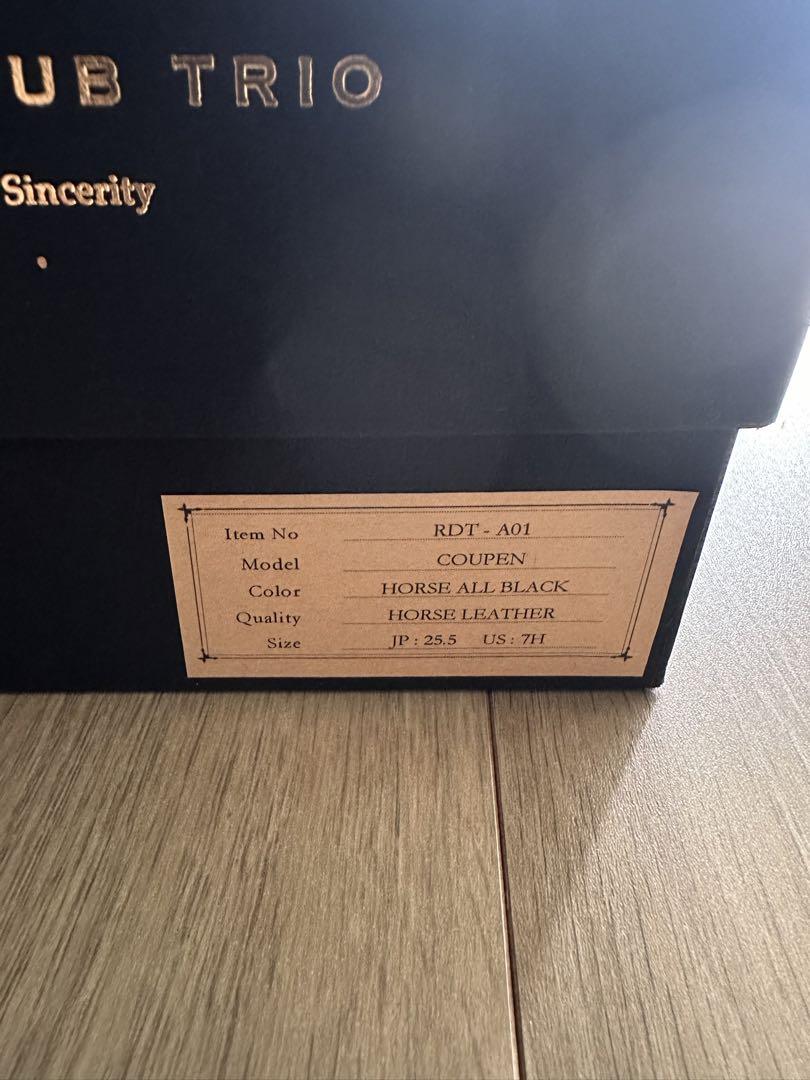 UB TRIO
Sincerity
Item No RDT - A01
Model COUPEN
Color HORSE ALL BLACK
Quality HORSE LEATHER
Size JP : 25.5 US : 7H